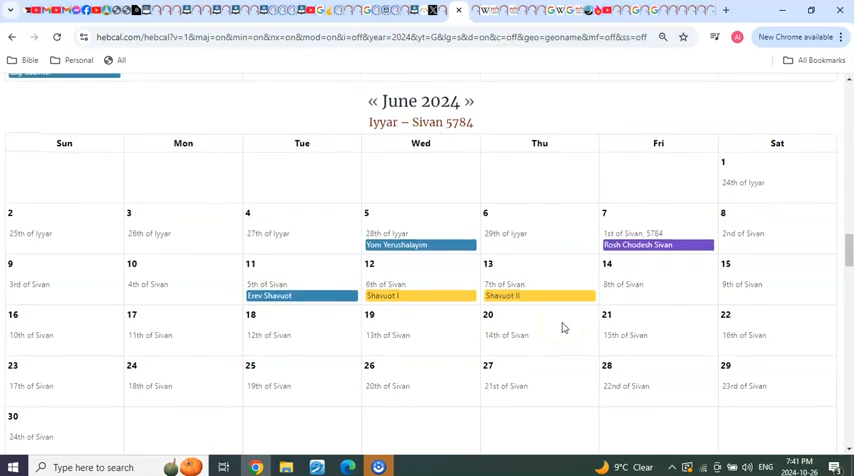 hebcal.com/hebcal?v=1&maj=on&min=on&nx=on&mod=on&i=off&year=2024&yt=G&lg=s&d=on&c=off&geo=geoname&mf=off&ss=off
New Chrome available
Bible Personal All All Bookmarks
« June 2024 »
Iyyar – Sivan 5784
Sun Mon Tue Wed Thu Fri Sat
1
24th of Iyyar
2 3 4 5 6 7 8
25th of Iyyar 26th of Iyyar 27th of Iyyar 28th of Iyyar 29th of Iyyar 1st of Sivan, 5784 2nd of Sivan
Yom Yerushalayim Rosh Chodesh Sivan
9 10 11 12 13 14 15
3rd of Sivan 4th of Sivan 5th of Sivan 6th of Sivan 7th of Sivan 8th of Sivan 9th of Sivan
Erev Shavuot Shavuot I Shavuot II
16 17 18 19 20 21 22
10th of Sivan 11th of Sivan 12th of Sivan 13th of Sivan 14th of Sivan 15th of Sivan 16th of Sivan
23 24 25 26 27 28 29
17th of Sivan 18th of Sivan 19th of Sivan 20th of Sivan 21st of Sivan 22nd of Sivan 23rd of Sivan
30
24th of Sivan
Type here to search 9°C Clear ENG 7:41 PM
2024-10-26